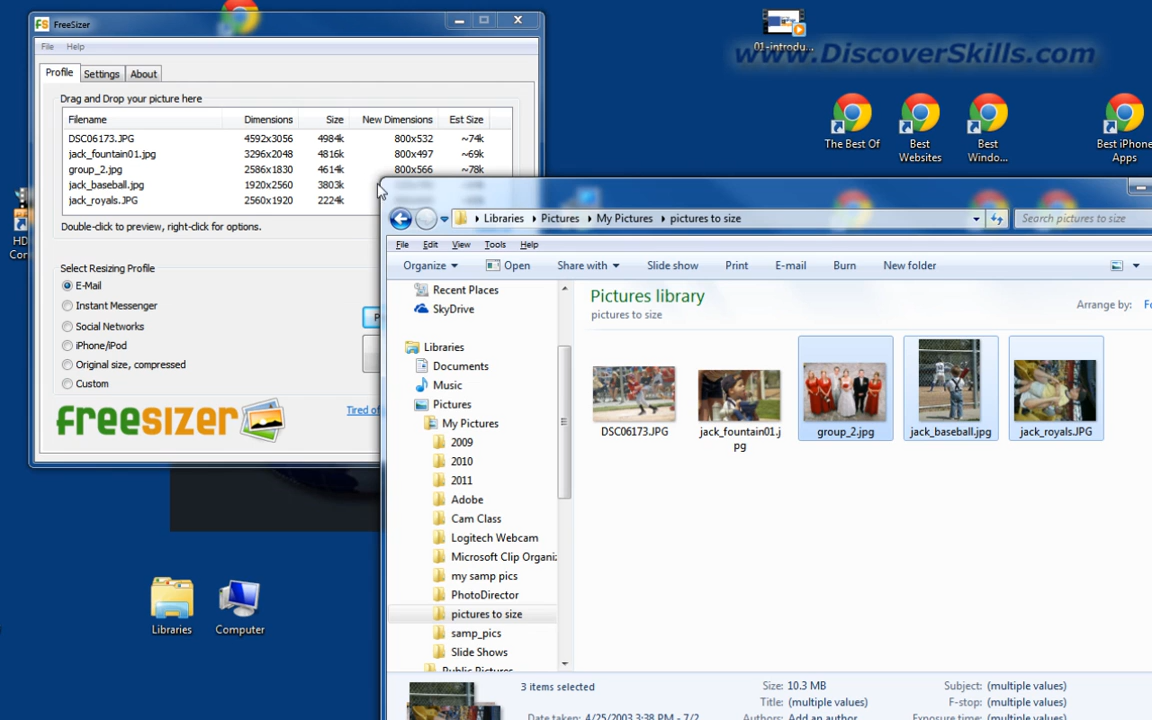 FS FreeSizer
File Help
Profile Settings About
Drag and Drop your picture here
Filename Dimensions Size New Dimensions Est Size
DSC06173.JPG 4592x3056 4984k 800x532 ~74k
jack_fountain01.jpg 3296x2048 4816k 800x497 ~69k
group_2.jpg 2586x1830 4614k 800x566 ~78k
jack_baseball.jpg 1920x2560 3803k
jack_royals.JPG 2560x1920 2224k
Double-click to preview, right-click for options.
Select Resizing Profile
E-Mail
Instant Messenger
Social Networks
iPhone/iPod
Original size, compressed
Custom
freesizer
Tired of
01-introdu...
www.DiscoverSkills.com
The Best Of
Best
Websites
Best
Windo...
Best iPhone
Apps
HD
Con
Libraries
Computer
Libraries Pictures My Pictures pictures to size
Search pictures to size
File Edit View Tools Help
Organize Open Share with Slide show Print E-mail Burn New folder
Recent Places
SkyDrive
Libraries
Documents
Music
Pictures
My Pictures
2009
2010
2011
Adobe
Cam Class
Logitech Webcam
Microsoft Clip Organiz
my samp pics
PhotoDirector
pictures to size
samp_pics
Slide Shows
Public Pictures
Pictures library
pictures to size
Arrange by:
DSC06173.JPG
jack_fountain01.j
pg
group_2.jpg
jack_baseball.jpg
jack_royals.JPG
3 items selected
Date taken: 4/25/2003 3:38 PM - 7/2
Size: 10.3 MB
Title: (multiple values)
Authors: Add an author
Subject: (multiple values)
F-stop: (multiple values)
Exposure time: (multiple values)